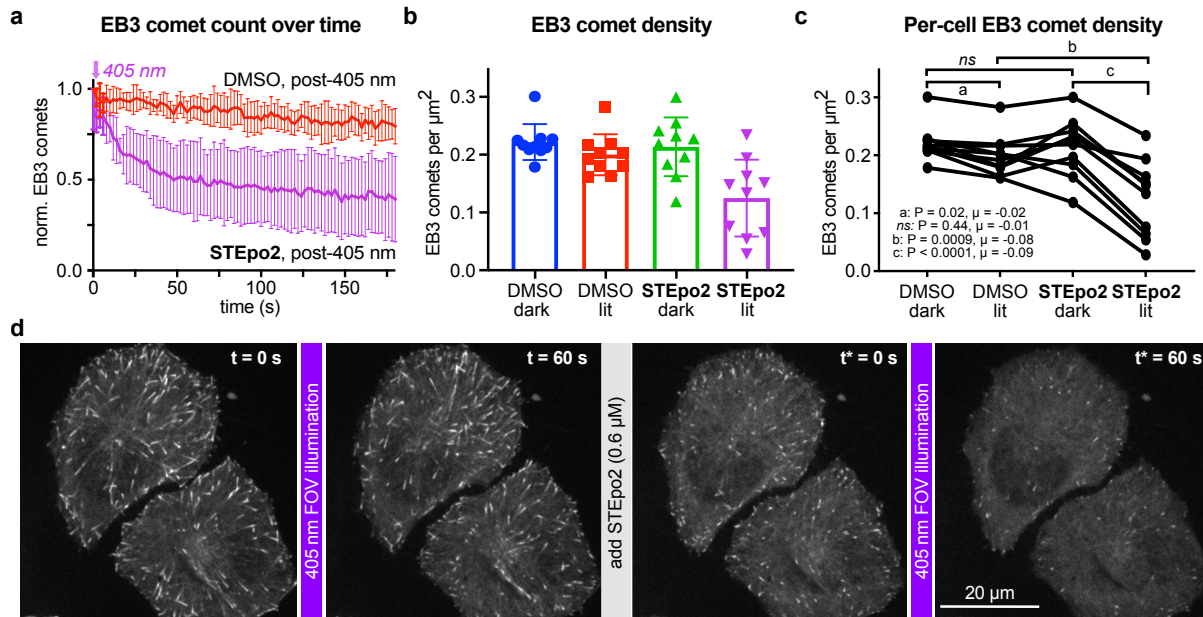 a
EB3 comet count over time
405 nm
DMSO, post-405 nm
STEpo2, post-405 nm
norm. EB3 comets
1.0
0.5
0.0
0
50
100
150
time (s)
b
EB3 comet density
EB3 comets per µm²
0.3
0.2
0.1
0.0
DMSO dark
DMSO lit
STEpo2 dark
STEpo2 lit
c
Per-cell EB3 comet density
b
ns
c
a
EB3 comets per µm²
0.3
0.2
0.1
0.0
a: P = 0.02, µ = -0.02
ns: P = 0.44, µ = -0.01
b: P = 0.0009, µ = -0.08
c: P < 0.0001, µ = -0.09
DMSO dark
DMSO lit
STEpo2 dark
STEpo2 lit
d
t = 0 s
405 nm FOV illumination
t = 60 s
add STEpo2 (0.6 µM)
t* = 0 s
405 nm FOV illumination
t* = 60 s
20 µm